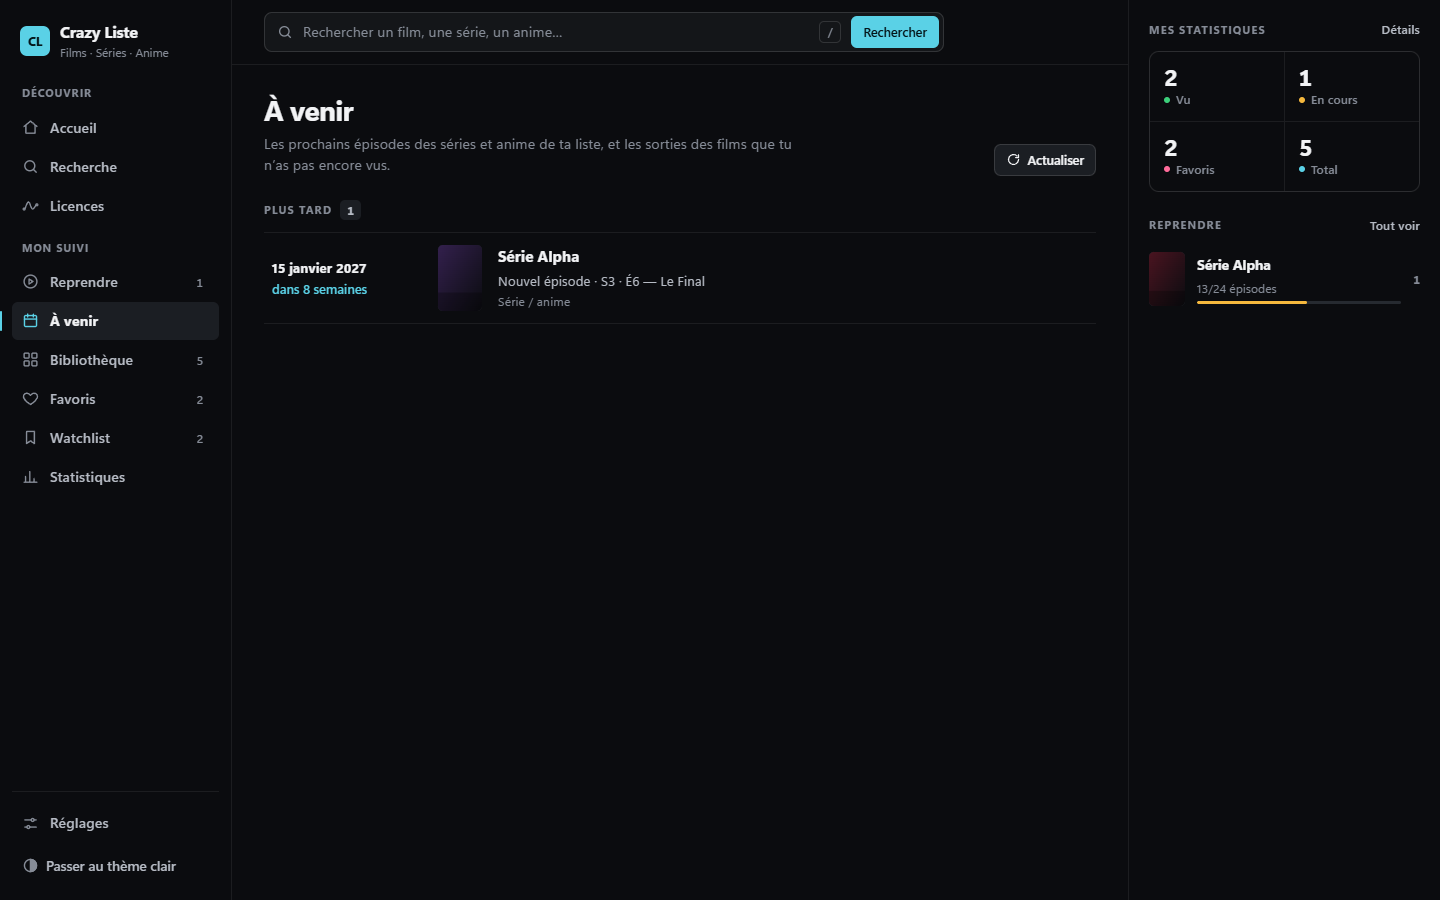 CL
Crazy Liste
Films · Séries · Anime
DÉCOUVRIR
Accueil
Recherche
Licences
MON SUIVI
Reprendre 1
À venir
Bibliothèque 5
Favoris 2
Watchlist 2
Statistiques
Réglages
Passer au thème clair
Rechercher un film, une série, un anime... / Rechercher
À venir
Les prochains épisodes des séries et anime de ta liste, et les sorties des films que tu
n’as pas encore vus.
Actualiser
PLUS TARD 1
15 janvier 2027
dans 8 semaines
Série Alpha
Nouvel épisode · S3 · É6 — Le Final
Série / anime
MES STATISTIQUES Détails
2 1
Vu En cours
2 5
Favoris Total
REPRENDRE Tout voir
Série Alpha
13/24 épisodes
1